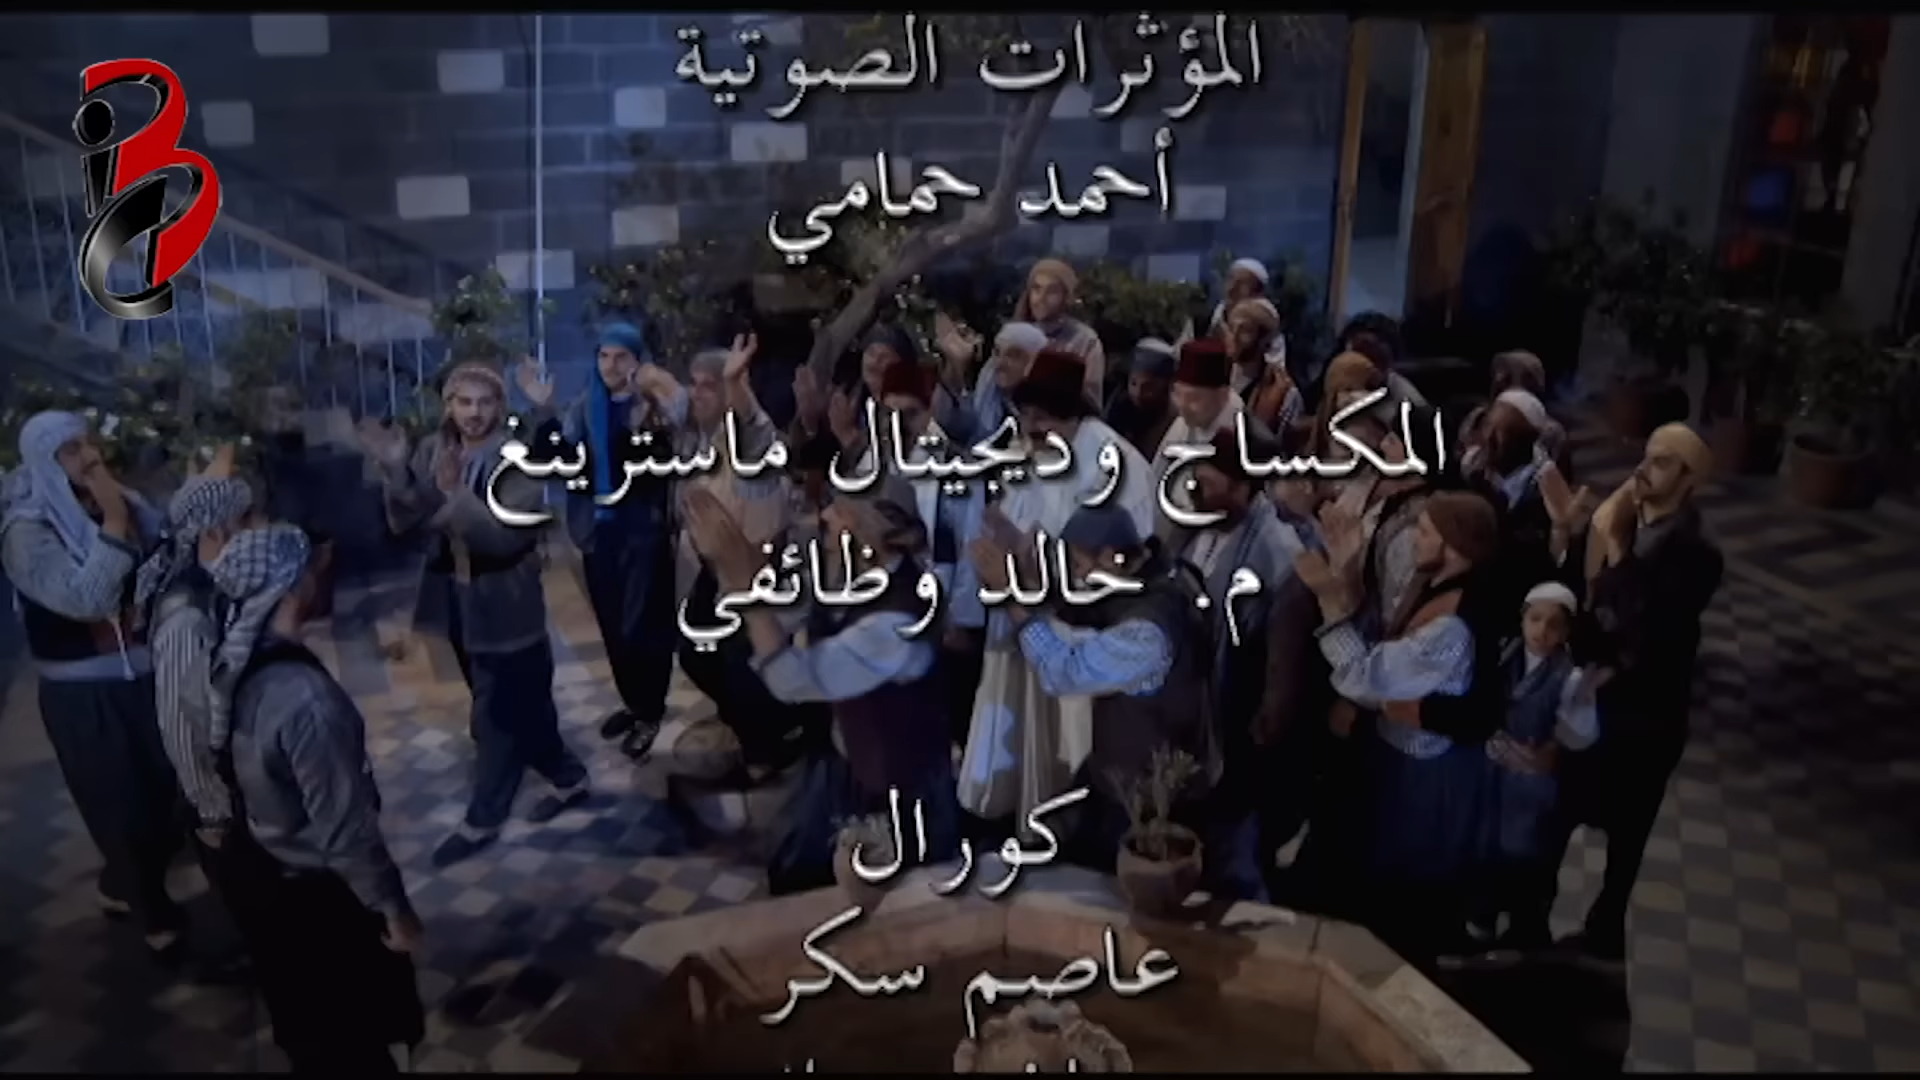 المؤثرات الصوتية
أحمد حمامي
المكساج وديجيتال ماسترينغ
م. خالد وظائفي
كورال
عاصم سكر